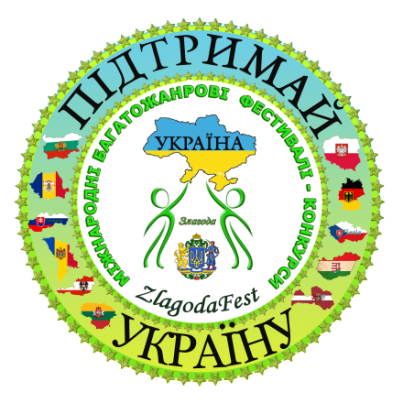 ПІДТРИМАЙ
МІЖНАРОДНІ БАГАТОЖАНРОВІ ФЕСТИВАЛІ - КОНКУРСИ
УКРАЇНА
Злагода
ZlagodaFest
УКРАЇНУ